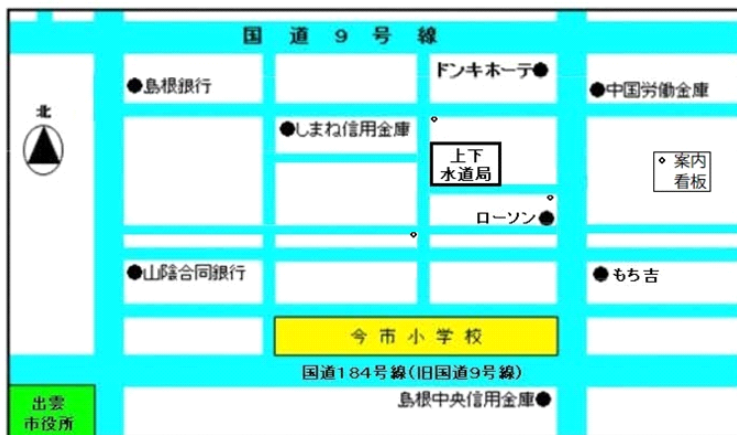 国道9号線
ドンキホーテ
島根銀行
中国労働金庫
北
しまね信用金庫
上下
水道局
案内
看板
ローソン
山陰合同銀行
もち吉
今市小学校
国道184号線(旧国道9号線)
出雲
市役所
島根中央信用金庫